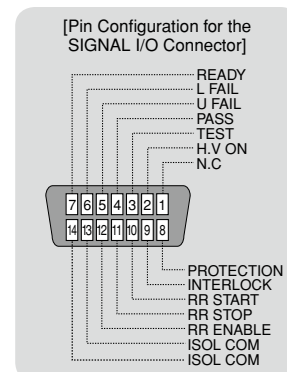 [Pin Configuration for the
SIGNAL I/O Connector]
READY
L FAIL
U FAIL
PASS
TEST
H.V ON
N.C
7 6 5 4 3 2 1
14 13 12 11 10 9 8
PROTECTION
INTERLOCK
RR START
RR STOP
RR ENABLE
ISOL COM
ISOL COM